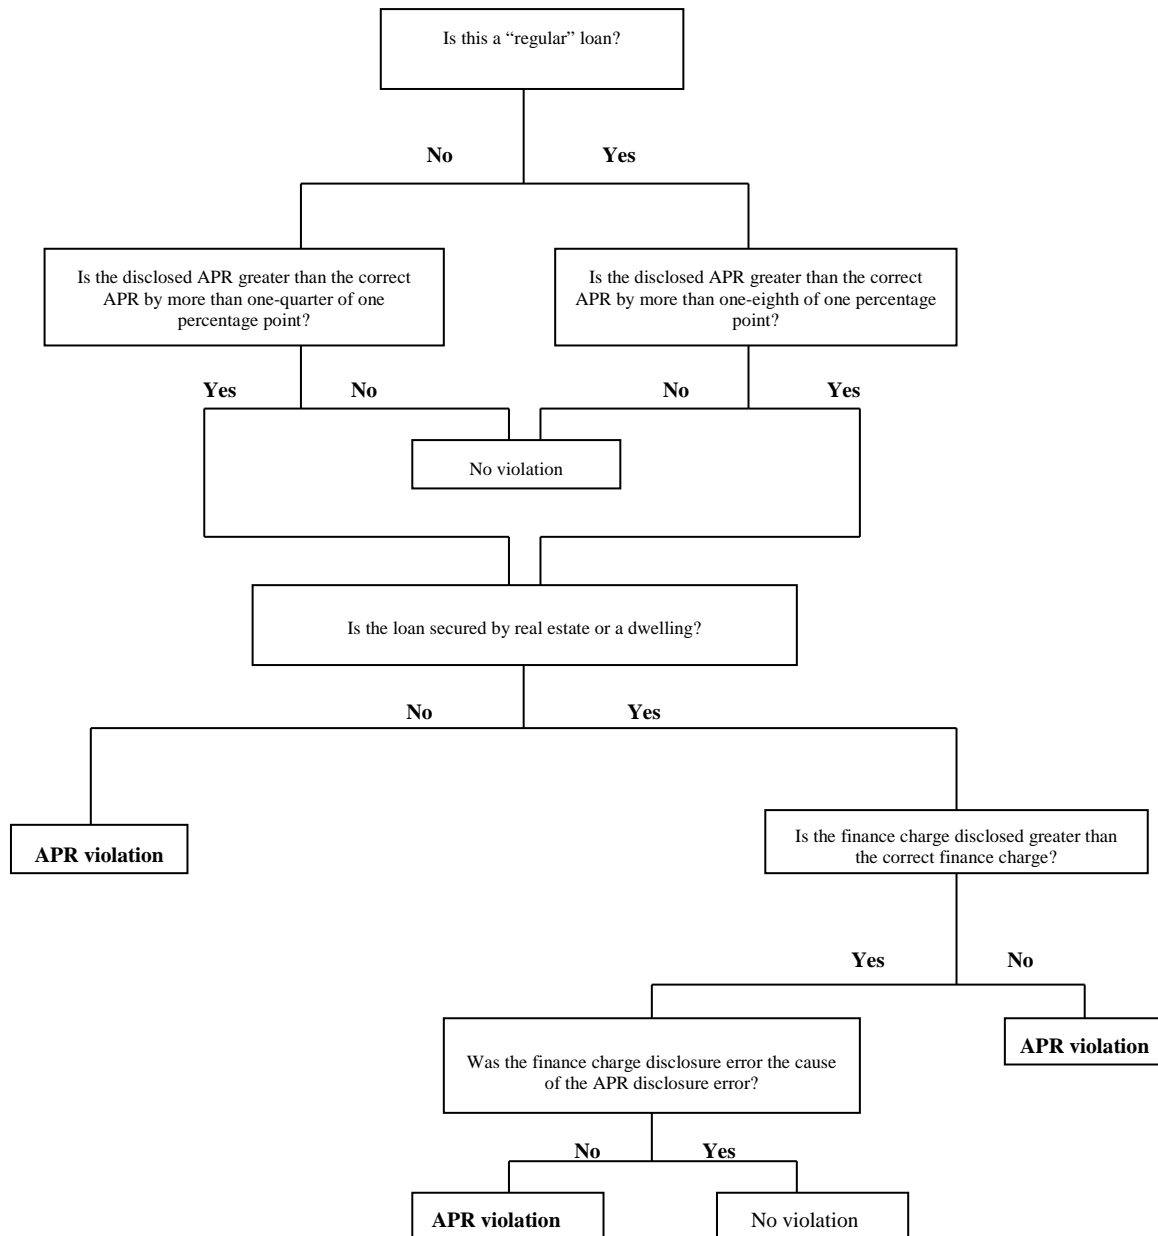 Is this a “regular” loan?
No
Yes
Is the disclosed APR greater than the correct
APR by more than one-quarter of one
percentage point?
Is the disclosed APR greater than the correct
APR by more than one-eighth of one percentage
point?
Yes
No
No
Yes
No violation
Is the loan secured by real estate or a dwelling?
No
Yes
APR violation
Is the finance charge disclosed greater than
the correct finance charge?
Yes
No
Was the finance charge disclosure error the cause
of the APR disclosure error?
APR violation
No
Yes
APR violation
No violation